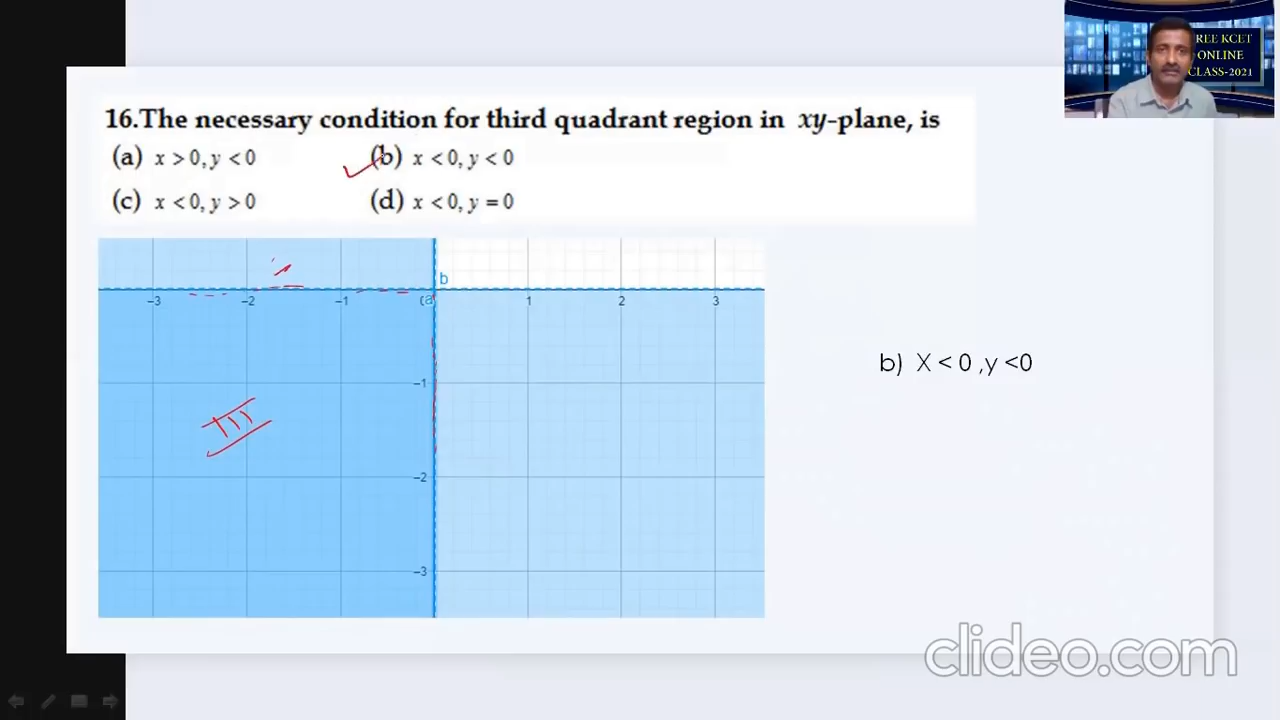 REE KCET
ONLINE
CLASS-2021
16.The necessary condition for third quadrant region in xy-plane, is
(a) x > 0, y < 0 (b) x < 0, y < 0
(c) x < 0, y > 0 (d) x < 0, y = 0
b
−3 −2 −1 (a 1 2 3
−1
III
−2
−3
b) X < 0 ,y <0
clideo.com